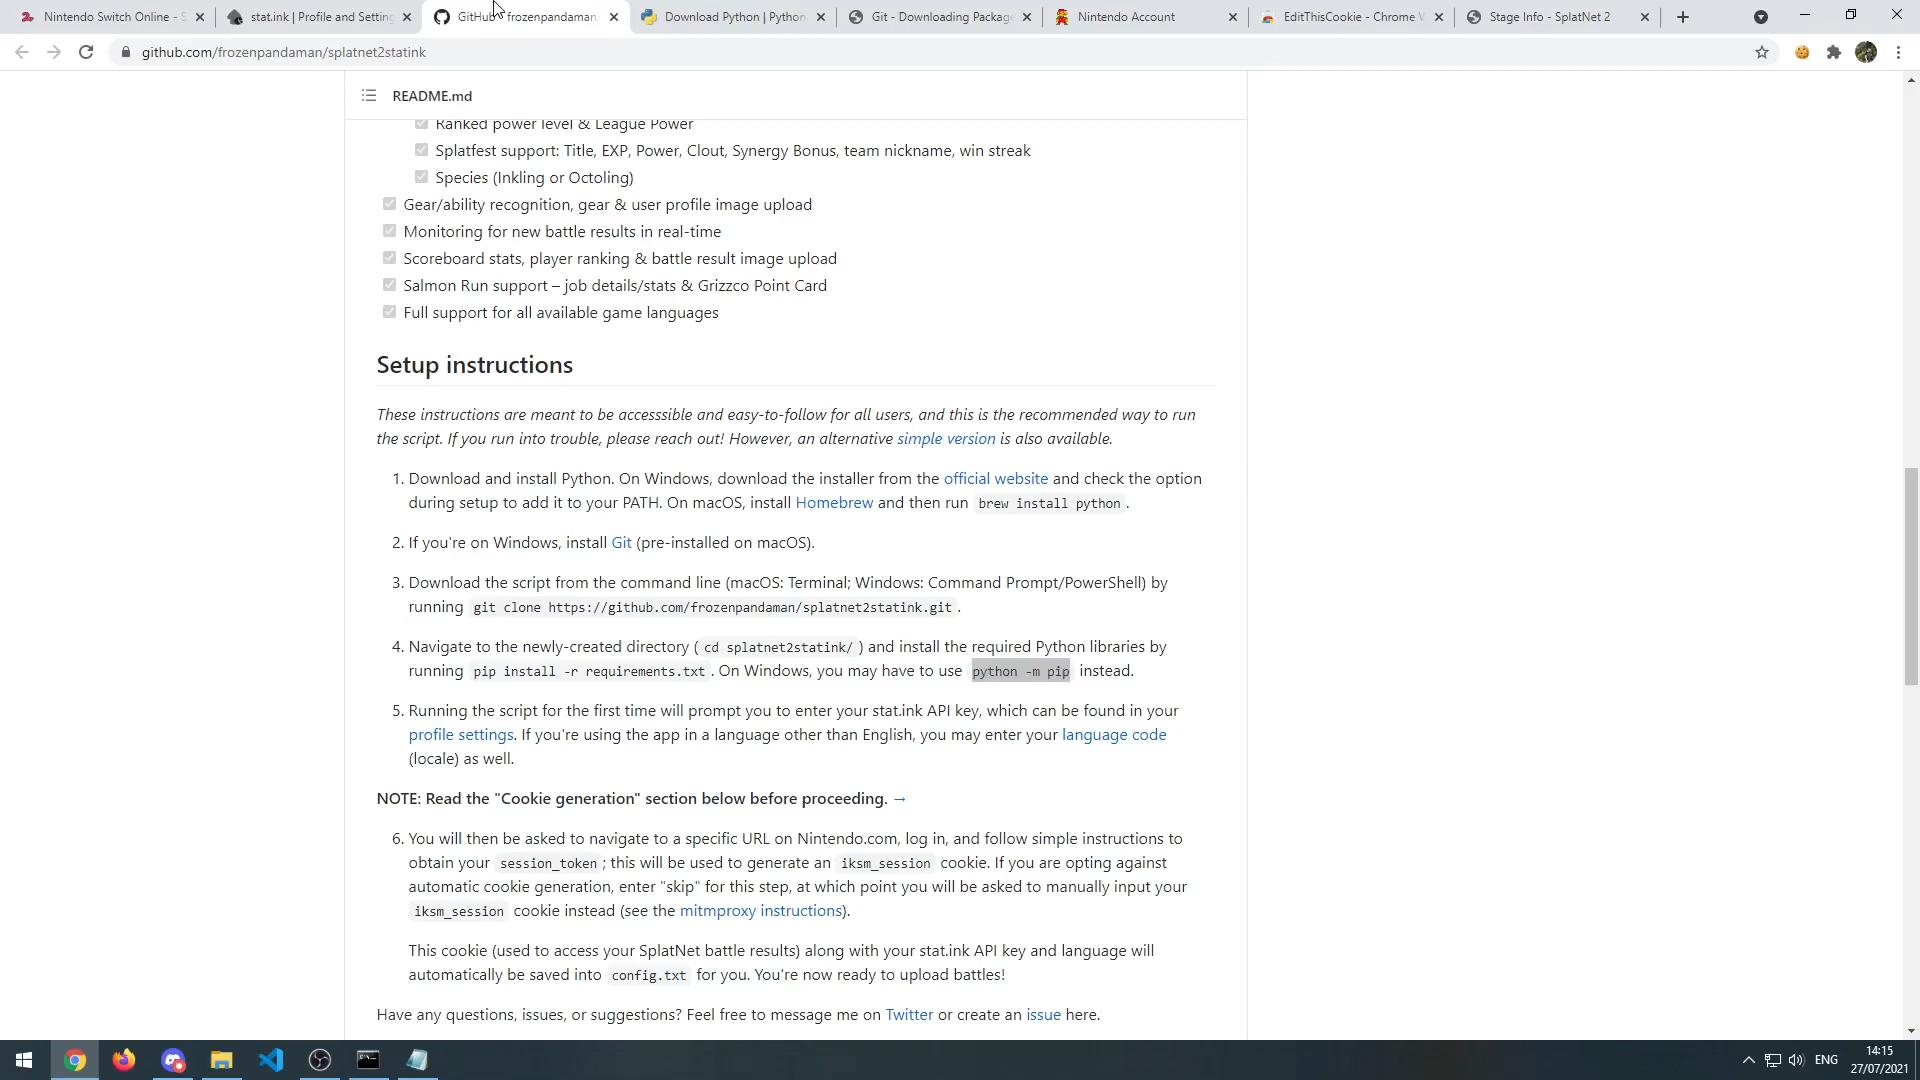 Nintendo Switch Online - S
stat.ink | Profile and Setting
GitHub - frozenpandaman
Download Python | Python
Git - Downloading Package
Nintendo Account
EditThisCookie - Chrome W
Stage Info - SplatNet 2
github.com/frozenpandaman/splatnet2statink
README.md
Ranked power level & League Power
Splatfest support: Title, EXP, Power, Clout, Synergy Bonus, team nickname, win streak
Species (Inkling or Octoling)
Gear/ability recognition, gear & user profile image upload
Monitoring for new battle results in real-time
Scoreboard stats, player ranking & battle result image upload
Salmon Run support – job details/stats & Grizzco Point Card
Full support for all available game languages
Setup instructions
These instructions are meant to be accesssible and easy-to-follow for all users, and this is the recommended way to run
the script. If you run into trouble, please reach out! However, an alternative simple version is also available.
1. Download and install Python. On Windows, download the installer from the official website and check the option
during setup to add it to your PATH. On macOS, install Homebrew and then run brew install python .
2. If you're on Windows, install Git (pre-installed on macOS).
3. Download the script from the command line (macOS: Terminal; Windows: Command Prompt/PowerShell) by
running git clone https://github.com/frozenpandaman/splatnet2statink.git .
4. Navigate to the newly-created directory ( cd splatnet2statink/ ) and install the required Python libraries by
running pip install -r requirements.txt . On Windows, you may have to use python -m pip instead.
5. Running the script for the first time will prompt you to enter your stat.ink API key, which can be found in your
profile settings. If you're using the app in a language other than English, you may enter your language code
(locale) as well.
NOTE: Read the "Cookie generation" section below before proceeding. →
6. You will then be asked to navigate to a specific URL on Nintendo.com, log in, and follow simple instructions to
obtain your session_token ; this will be used to generate an iksm_session cookie. If you are opting against
automatic cookie generation, enter "skip" for this step, at which point you will be asked to manually input your
iksm_session cookie instead (see the mitmproxy instructions).
This cookie (used to access your SplatNet battle results) along with your stat.ink API key and language will
automatically be saved into config.txt for you. You're now ready to upload battles!
Have any questions, issues, or suggestions? Feel free to message me on Twitter or create an issue here.
ENG
14:15
27/07/2021